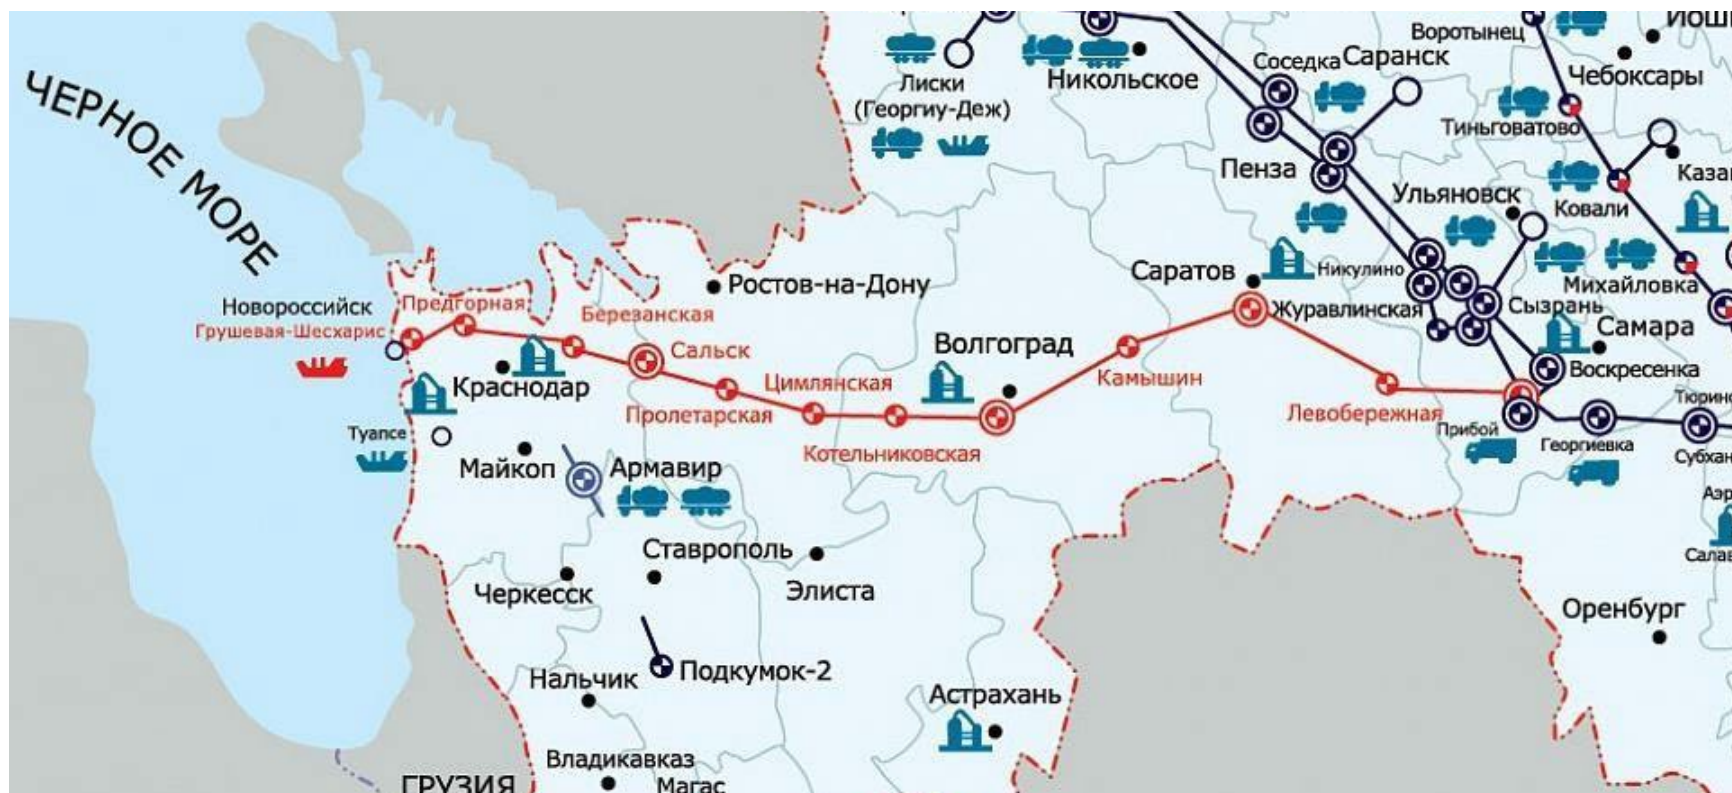 ЧЕРНОЕ МОРЕ
Лиски
(Георгиу-Деж)
Никольское
Соседка
Саранск
Воротынец
Чебоксары
Тиньговатово
Пенза
Ульяновск
Ковали
Саратов
Никулино
Михайловка
Журавлинская
Сызрань
Самара
Воскресенка
Ростов-на-Дону
Новороссийск
Грушевая-Шесхарис
Предгорная
Березанская
Сальск
Краснодар
Пролетарская
Цимлянская
Волгоград
Котельниковская
Камышин
Левобережная
Прибой
Георгиевка
Туапсе
Майкоп
Армавир
Ставрополь
Черкесск
Элиста
Оренбург
Нальчик
Подкумок-2
Астрахань
Владикавказ
Магас
ГРУЗИЯ